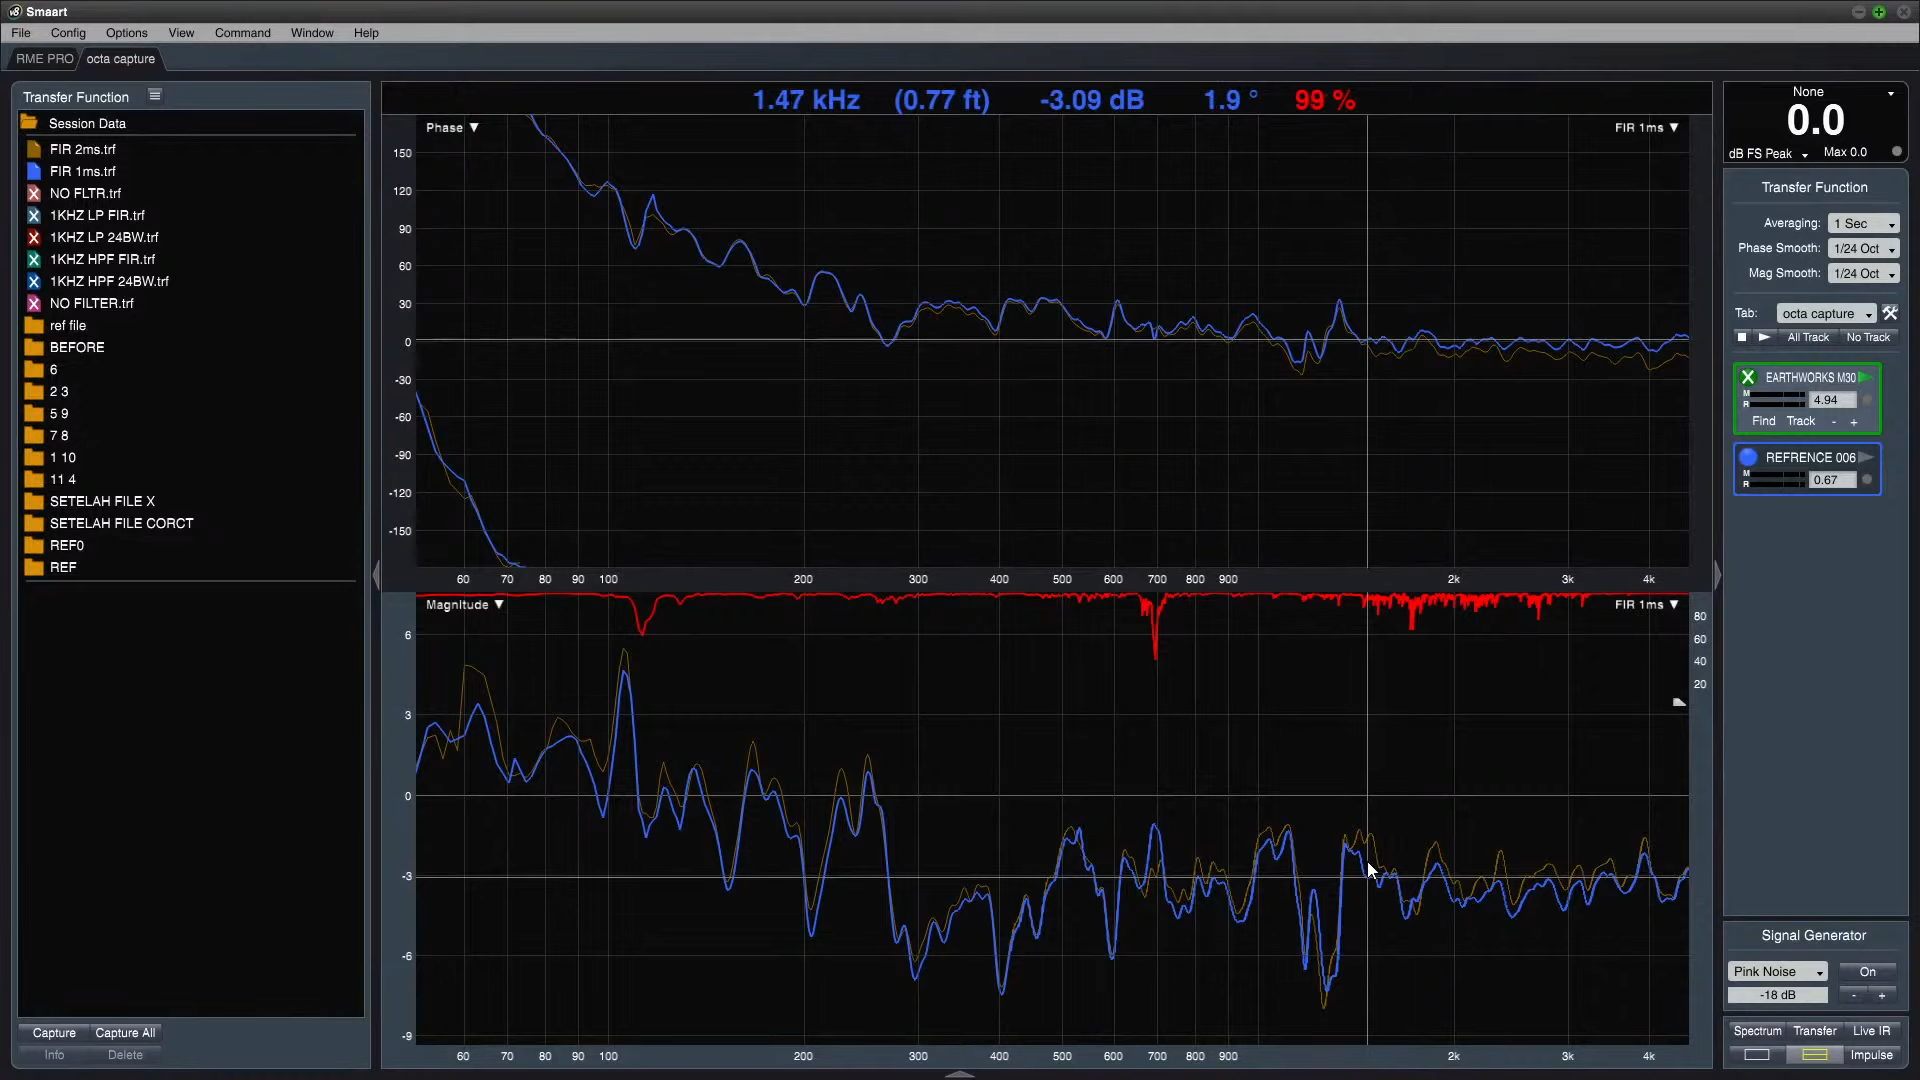 v8 Smaart
File Config Options View Command Window Help
RME PRO octa capture
Transfer Function
Session Data
FIR 2ms.trf
FIR 1ms.trf
NO FLTR.trf
1KHZ LP FIR.trf
1KHZ LP 24BW.trf
1KHZ HPF FIR.trf
1KHZ HPF 24BW.trf
NO FILTER.trf
ref file
BEFORE
6
2 3
5 9
7 8
1 10
11 4
SETELAH FILE X
SETELAH FILE CORCT
REF0
REF
Capture Capture All
Info Delete
1.47 kHz (0.77 ft) -3.09 dB 1.9 ° 99 %
Phase FIR 1ms
150
120
90
60
30
0
-30
-60
-90
-120
-150
60 70 80 90 100 200 300 400 500 600 700 800 900 2k 3k 4k
Magnitude FIR 1ms
6
3
0
-3
-6
-9
80
60
40
20
60 70 80 90 100 200 300 400 500 600 700 800 900 2k 3k 4k
None
0.0
dB FS Peak Max 0.0
Transfer Function
Averaging: 1 Sec
Phase Smooth: 1/24 Oct
Mag Smooth: 1/24 Oct
Tab: octa capture
All Track No Track
EARTHWORKS M30
M
R 4.94
Find Track - +
REFRENCE 006
M
R 0.67
Signal Generator
Pink Noise On
-18 dB - +
Spectrum Transfer Live IR
Impulse